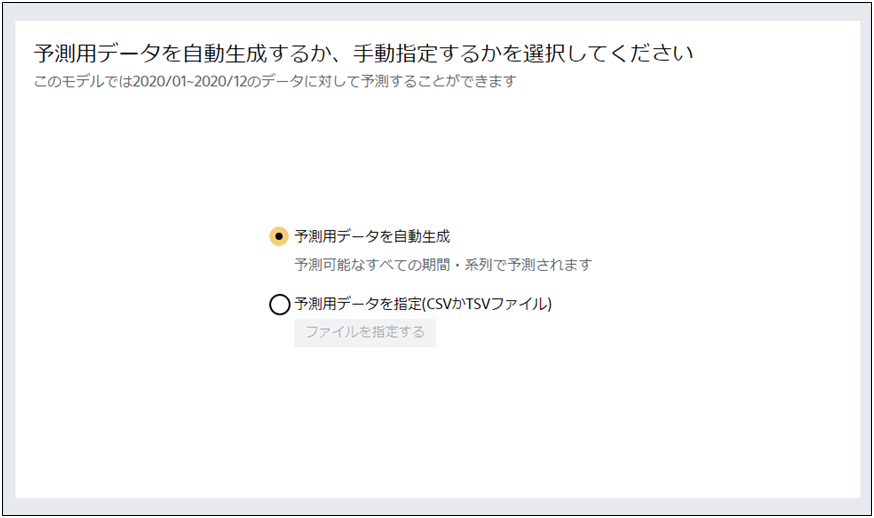 予測用データを自動生成するか、手動指定するかを選択してください
このモデルでは2020/01~2020/12のデータに対して予測することができます
予測用データを自動生成
予測可能なすべての期間・系列で予測されます
予測用データを指定(CSVかTSVファイル)
ファイルを指定する